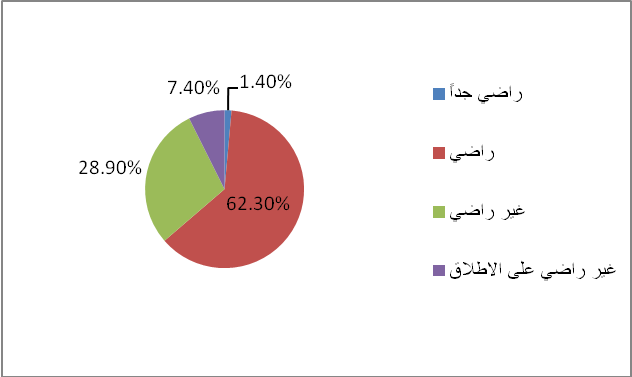 1.40%
7.40%
28.90%
62.30%
راضي جداً
راضي
غير راضي
غير راضي على الاطلاق